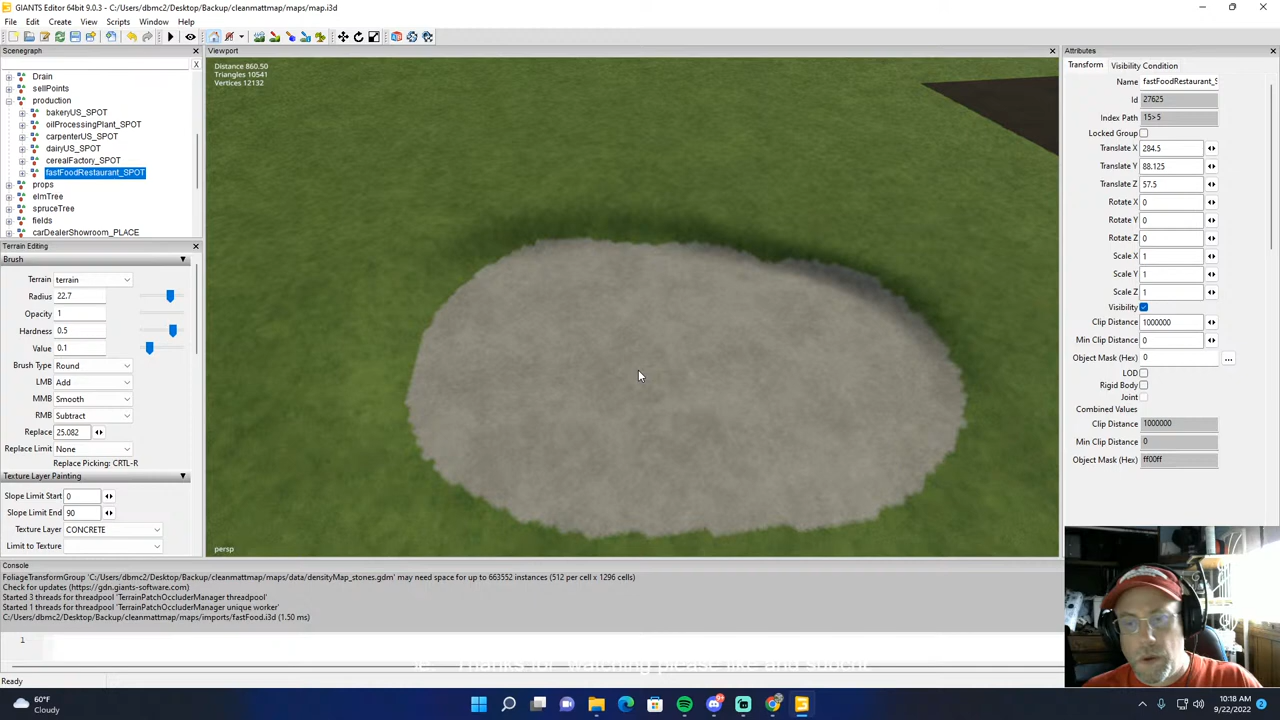 GIANTS Editor 64bit 9.0.3 - C:/Users/dbmc2/Desktop/Backup/cleanmattmap/maps/map.i3d
File Edit Create View Scripts Window Help
Scenegraph
X
Drain
sellPoints
production
bakeryUS_SPOT
oilProcessingPlant_SPOT
carpenterUS_SPOT
dairyUS_SPOT
cerealFactory_SPOT
fastFoodRestaurant_SPOT
props
elmTree
spruceTree
fields
carDealerShowroom_PLACE
Terrain Editing
Brush
Terrain terrain
Radius 22.7
Opacity 1
Hardness 0.5
Value 0.1
Brush Type Round
LMB Add
MMB Smooth
RMB Subtract
Replace 25.082
Replace Limit None
Replace Picking: CRTL-R
Texture Layer Painting
Slope Limit Start 0
Slope Limit End 90
Texture Layer CONCRETE
Limit to Texture
Viewport
Distance 860.50
Triangles 10541
Vertices 12132
persp
Attributes
Transform Visibility Condition
Name fastFoodRestaurant_S
Id 27625
Index Path 15>5
Locked Group
Translate X 284.5
Translate Y 88.125
Translate Z 57.5
Rotate X 0
Rotate Y 0
Rotate Z 0
Scale X 1
Scale Y 1
Scale Z 1
Visibility
Clip Distance 1000000
Min Clip Distance 0
Object Mask (Hex) 0 ...
LOD
Rigid Body
Joint
Combined Values
Clip Distance 1000000
Min Clip Distance 0
Object Mask (Hex) ff00ff
Console
FoliageTransformGroup 'C:/Users/dbmc2/Desktop/Backup/cleanmattmap/maps/data/densityMap_stones.gdm' may need space for up to 663552 instances (512 per cell x 1296 cells)
Check for updates (https://gdn.giants-software.com)
Started 3 threads for threadpool 'TerrainPatchOccluderManager threadpool'
Started 1 threads for threadpool 'TerrainPatchOccluderManager unique worker'
C:/Users/dbmc2/Desktop/Backup/cleanmattmap/maps/imports/fastFood.i3d (1.50 ms)
1
Thanks for watching please like and
Ready
60°F
Cloudy
10:18 AM
9/22/2022